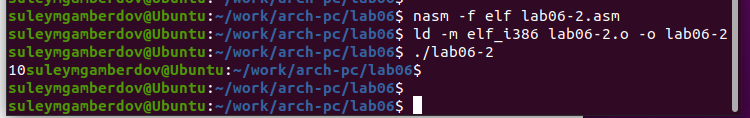 suleymgamberdov@Ubuntu:~/work/arch-pc/lab06$ nasm -f elf lab06-2.asm
suleymgamberdov@Ubuntu:~/work/arch-pc/lab06$ ld -m elf_i386 lab06-2.o -o lab06-2
suleymgamberdov@Ubuntu:~/work/arch-pc/lab06$ ./lab06-2
10suleymgamberdov@Ubuntu:~/work/arch-pc/lab06$
suleymgamberdov@Ubuntu:~/work/arch-pc/lab06$
suleymgamberdov@Ubuntu:~/work/arch-pc/lab06$